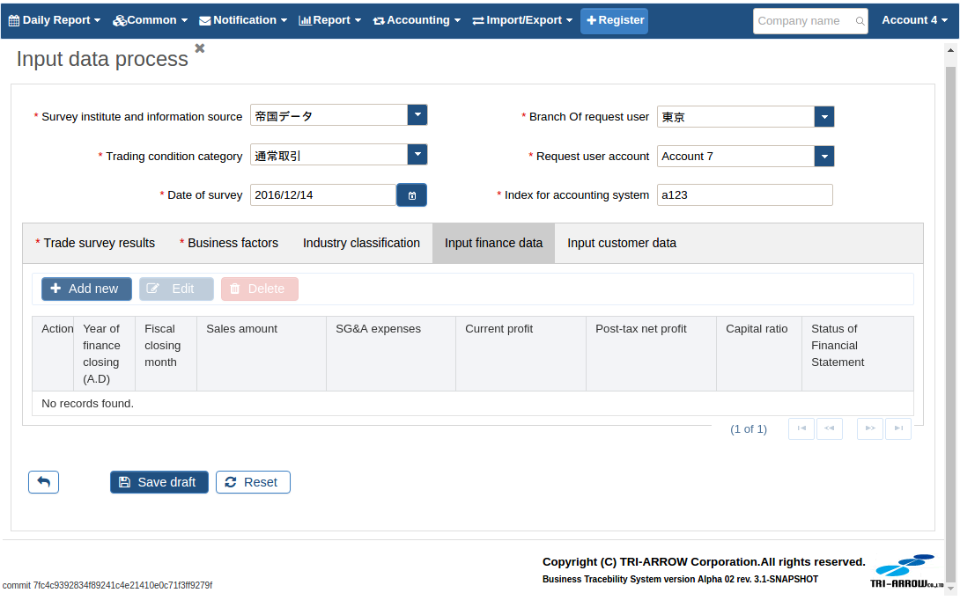 Daily Report Common Notification Report Accounting Import/Export + Register Company name Account 4
Input data process
* Survey institute and information source 帝国データ * Branch Of request user 東京
* Trading condition category 通常取引 * Request user account Account 7
* Date of survey 2016/12/14 * Index for accounting system a123
* Trade survey results * Business factors Industry classification Input finance data Input customer data
+ Add new Edit Delete
Action Year of finance closing (A.D) Fiscal closing month Sales amount SG&A expenses Current profit Post-tax net profit Capital ratio Status of Financial Statement
No records found.
(1 of 1)
Save draft Reset
Copyright (C) TRI-ARROW Corporation.All rights reserved.
Business Tracebility System version Alpha 02 rev. 3.1-SNAPSHOT
TRI-ARROW Co.,LTD
commit 7fc4c9392834f89241c4e21410e0c71f3ff9279f